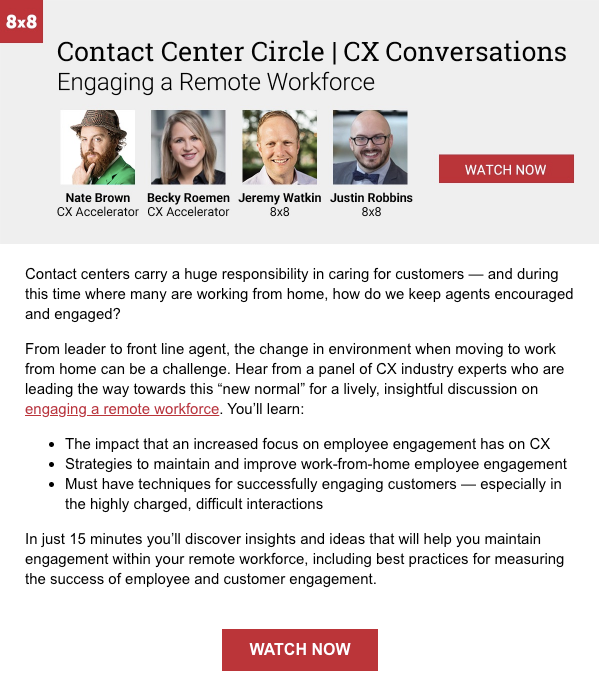 8x8
Contact Center Circle | CX Conversations
Engaging a Remote Workforce
Nate Brown
CX Accelerator
Becky Roemen
CX Accelerator
Jeremy Watkin
8x8
Justin Robbins
8x8
WATCH NOW
Contact centers carry a huge responsibility in caring for customers — and during
this time where many are working from home, how do we keep agents encouraged
and engaged?
From leader to front line agent, the change in environment when moving to work
from home can be a challenge. Hear from a panel of CX industry experts who are
leading the way towards this “new normal” for a lively, insightful discussion on
engaging a remote workforce. You’ll learn:
• The impact that an increased focus on employee engagement has on CX
• Strategies to maintain and improve work-from-home employee engagement
• Must have techniques for successfully engaging customers — especially in
the highly charged, difficult interactions
In just 15 minutes you’ll discover insights and ideas that will help you maintain
engagement within your remote workforce, including best practices for measuring
the success of employee and customer engagement.
WATCH NOW